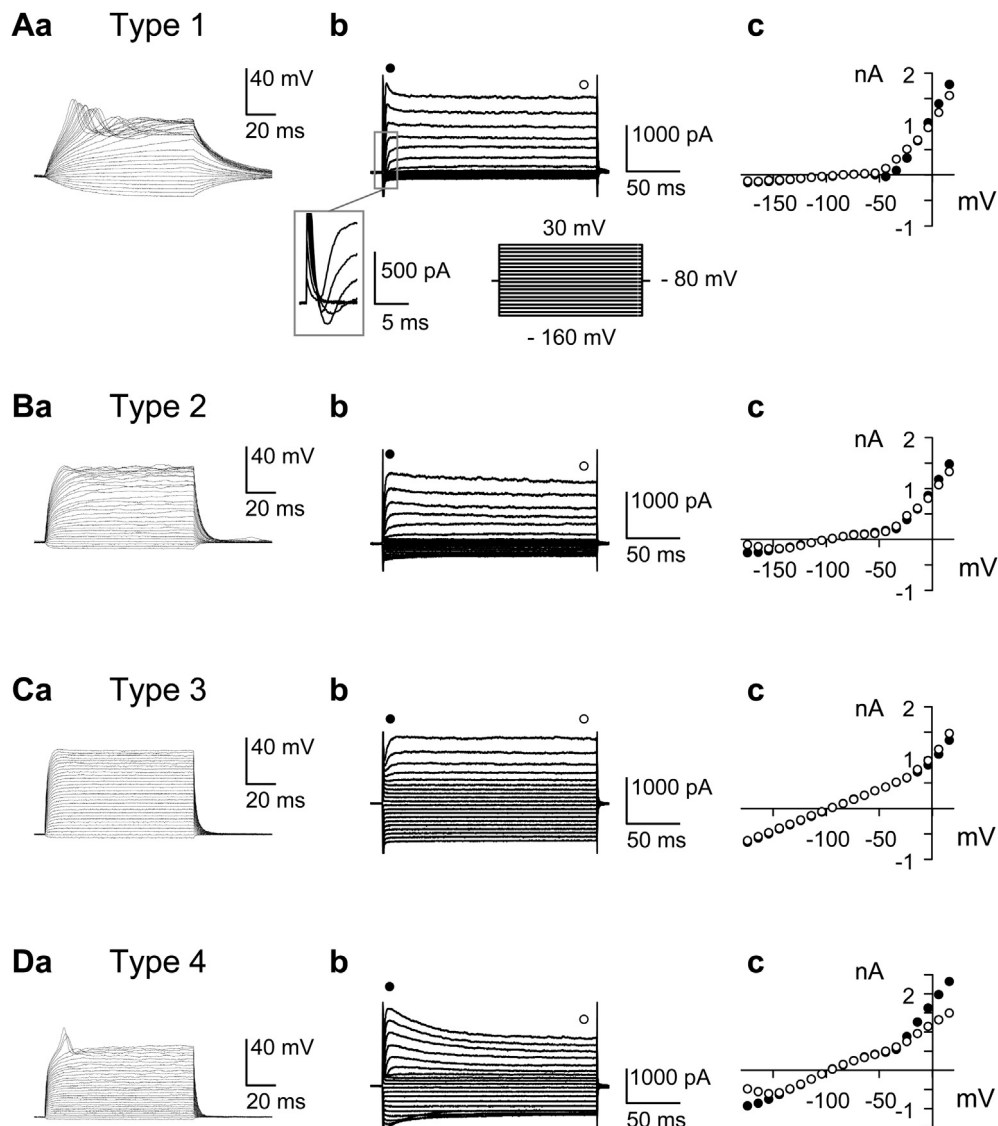 Aa Type 1 b c
40 mV
20 ms
1000 pA
50 ms
nA
2
1
-150 -100 -50
mV
-1
500 pA
5 ms
30 mV
- 80 mV
- 160 mV
Ba Type 2 b c
40 mV
20 ms
1000 pA
50 ms
nA
2
1
-150 -100 -50
mV
-1
Ca Type 3 b c
40 mV
20 ms
1000 pA
50 ms
nA
2
1
-100 -50
mV
-1
Da Type 4 b c
40 mV
20 ms
1000 pA
50 ms
nA
2
-100 -50
mV
-1